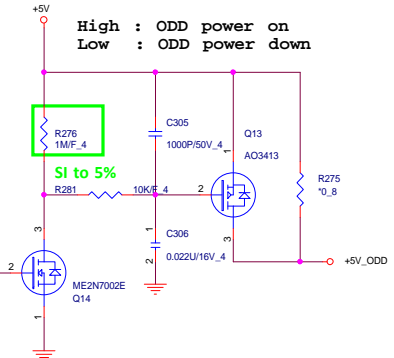 +5V
High : ODD power on
Low : ODD power down
R276
1M/F_4
SI to 5%
R281
10K/F_4
C305
1000P/50V_4
Q13
AO3413
1
2
3
R275
*0_8
C306
0.022U/16V_4
1
2
+5V_ODD
3
2
1
ME2N7002E
Q14